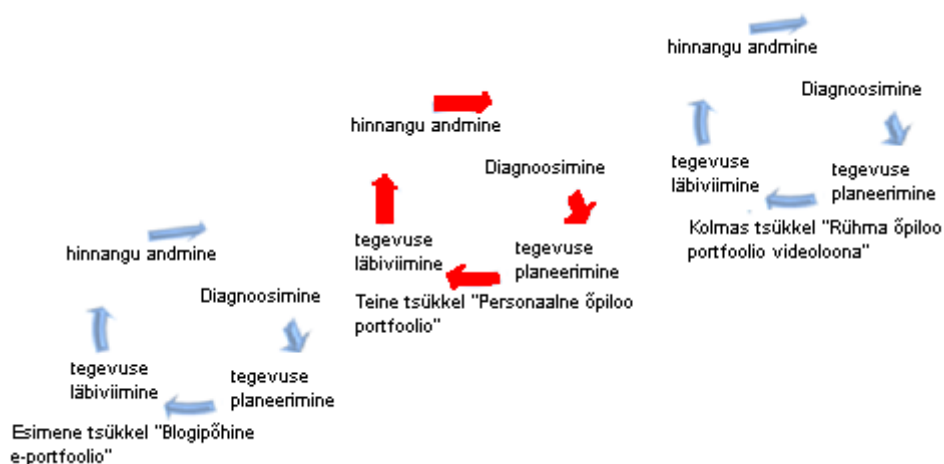 hinnangu andmine
Diagnoosimine
tegevuse
planeerimine
tegevuse
läbiviimine
Esimene tsükkel "Blogipõhine
e-portfoolio"
hinnangu andmine
Diagnoosimine
tegevuse
planeerimine
tegevuse
läbiviimine
Teine tsükkel "Personaalne õpiloo
portfoolio"
hinnangu andmine
Diagnoosimine
tegevuse
planeerimine
tegevuse
läbiviimine
Kolmas tsükkel "Rühma õpiloo
portfoolio videoloona"